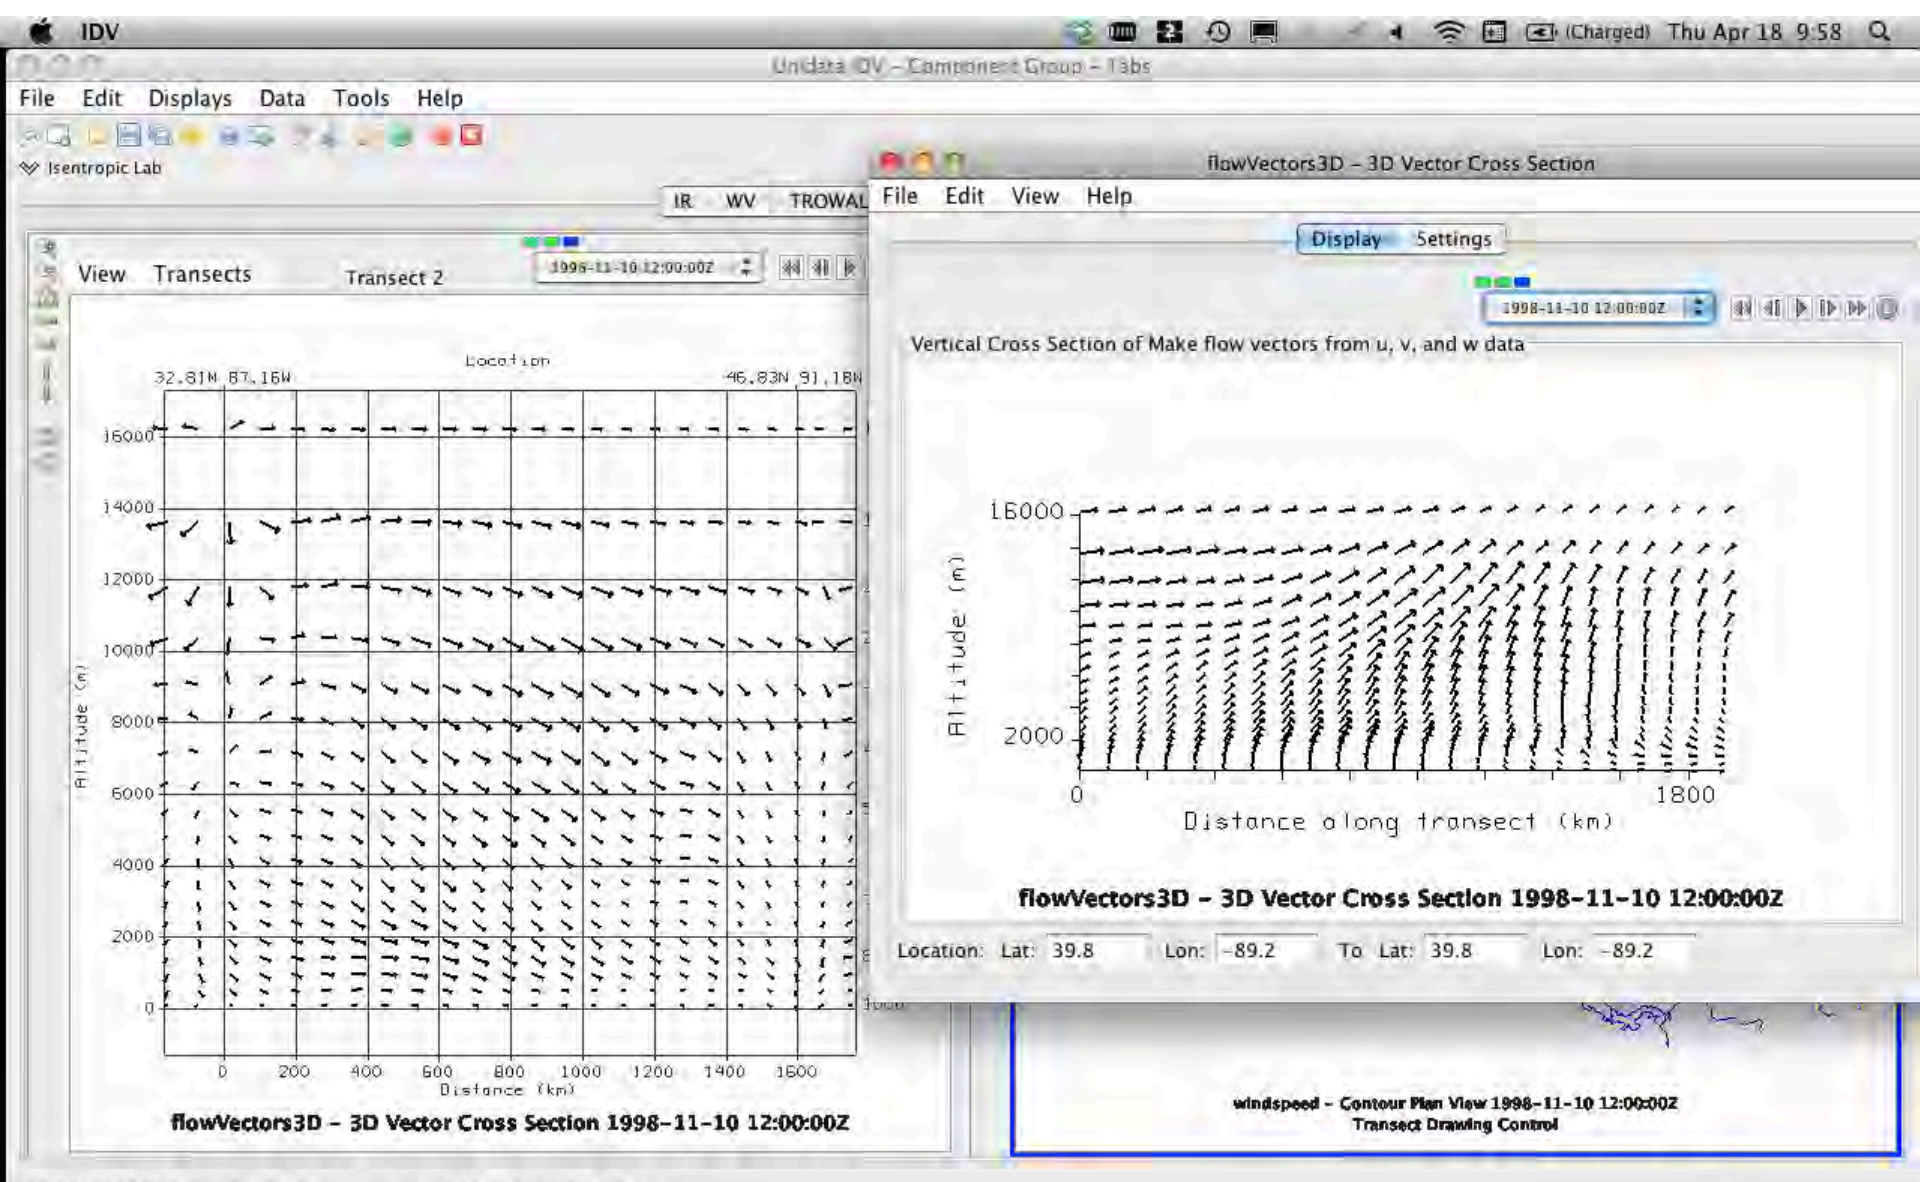 IDV
(Charged) Thu Apr 18 9:58
Unidata IDV - Component Group - Tabs
File Edit Displays Data Tools Help
Isentropic Lab
IR WV TROWAL
View Transects Transect 2
1998-11-10 12:00:00Z
Location
32.81N 87.16W 46.83N 91.18W
16000
14000
12000
10000
8000
6000
4000
2000
0
Altitude (m)
0 200 400 600 800 1000 1200 1400 1600
Distance (km)
flowVectors3D - 3D Vector Cross Section 1998-11-10 12:00:00Z
flowVectors3D - 3D Vector Cross Section
File Edit View Help
Display Settings
1998-11-10 12:00:00Z
Vertical Cross Section of Make flow vectors from u, v, and w data
16000
2000
Altitude (m)
0 1800
Distance along transect (km)
flowVectors3D - 3D Vector Cross Section 1998-11-10 12:00:00Z
Location: Lat: 39.8 Lon: -89.2 To Lat: 39.8 Lon: -89.2
windspeed - Contour Plan View 1998-11-10 12:00:00Z
Transect Drawing Control